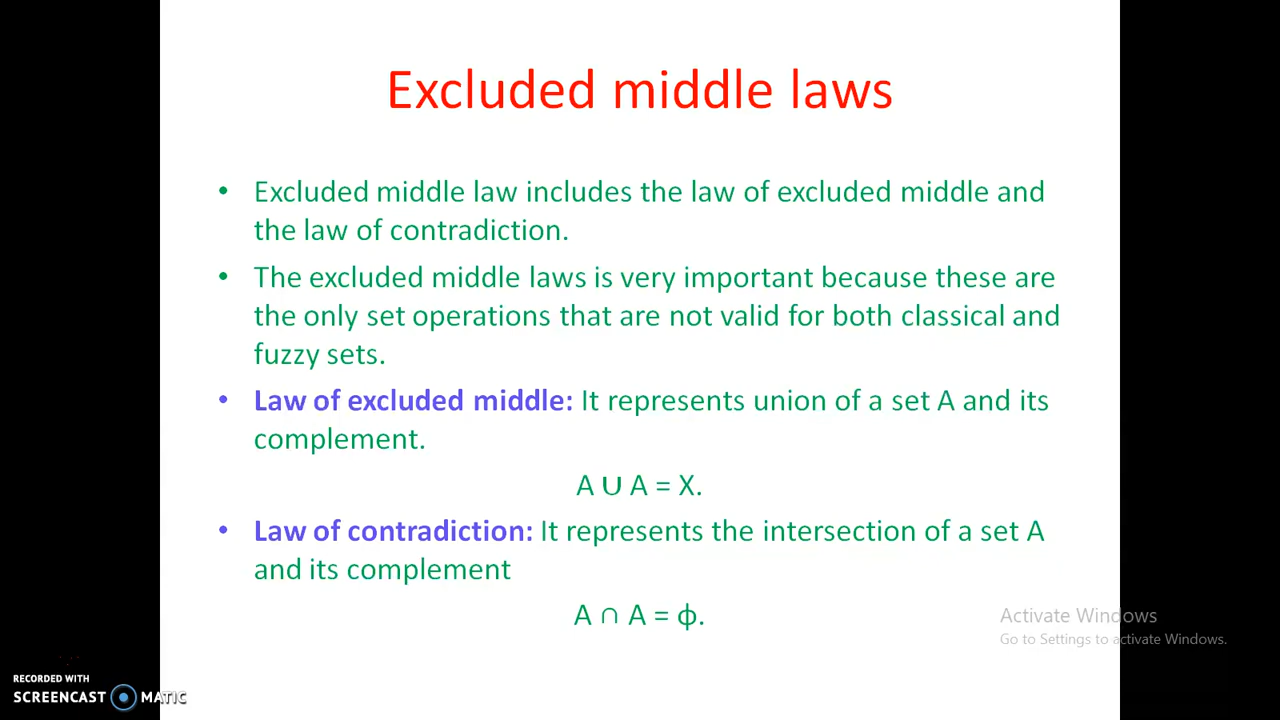 Excluded middle laws
• Excluded middle law includes the law of excluded middle and
the law of contradiction.
• The excluded middle laws is very important because these are
the only set operations that are not valid for both classical and
fuzzy sets.
• Law of excluded middle: It represents union of a set A and its
complement.
A ∪ A = X.
• Law of contradiction: It represents the intersection of a set A
and its complement
A ∩ A = ф.
Activate Windows
Go to Settings to activate Windows.
RECORDED WITH
SCREENCAST MATIC